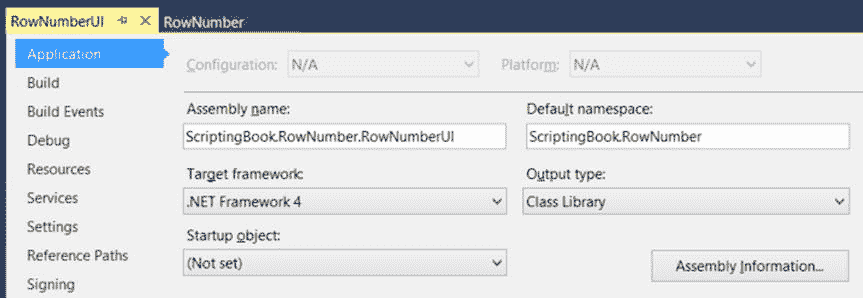 RowNumberUI RowNumber
Application
Configuration: N/A Platform: N/A
Build
Build Events
Debug
Resources
Services
Settings
Reference Paths
Signing
Assembly name: Default namespace:
ScriptingBook.RowNumber.RowNumberUI ScriptingBook.RowNumber
Target framework: Output type:
.NET Framework 4 Class Library
Startup object:
(Not set) Assembly Information...